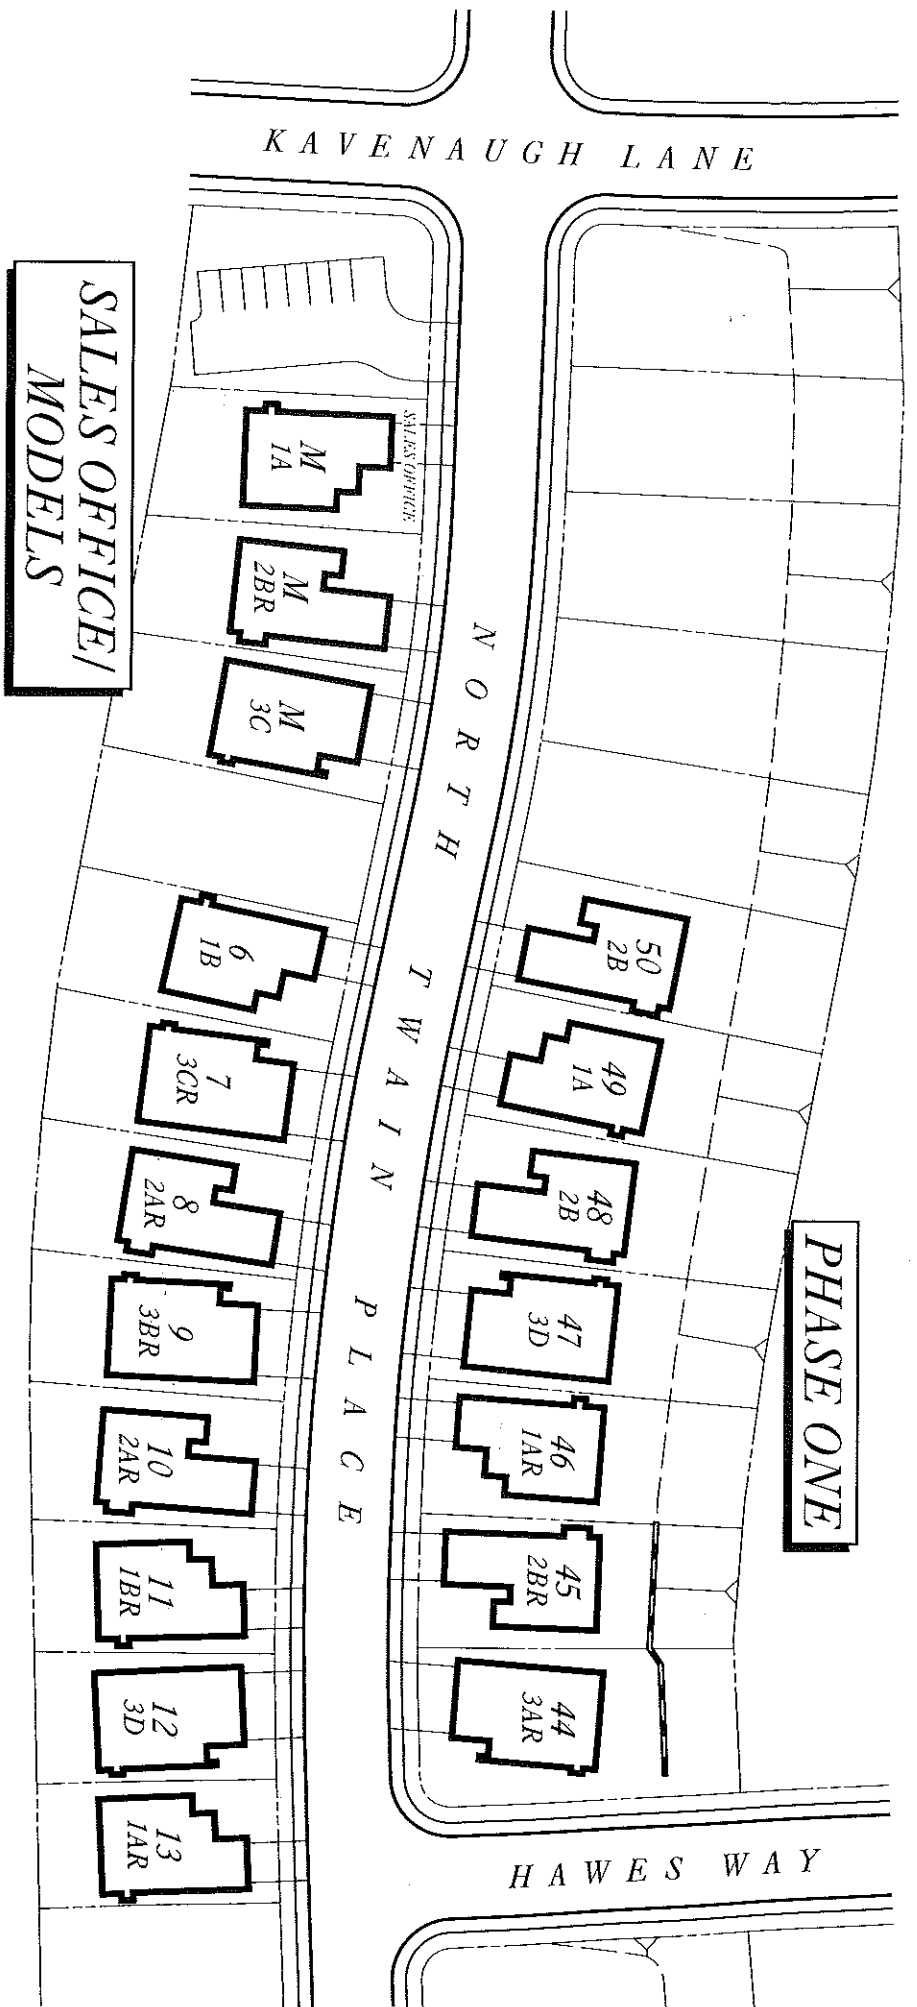 KAVENAUGH LANE
SALES OFFICE/
MODELS
SALES OFFICE
M
1A
M
2BR
M
3C
NORTH TWAIN PLACE
50
2B
49
1A
48
2B
47
3D
46
1AR
45
2BR
44
3AR
6
1B
7
3CR
8
2AR
9
3BR
10
2AR
11
1BR
12
3D
13
1AR
PHASE ONE
HAWES WAY